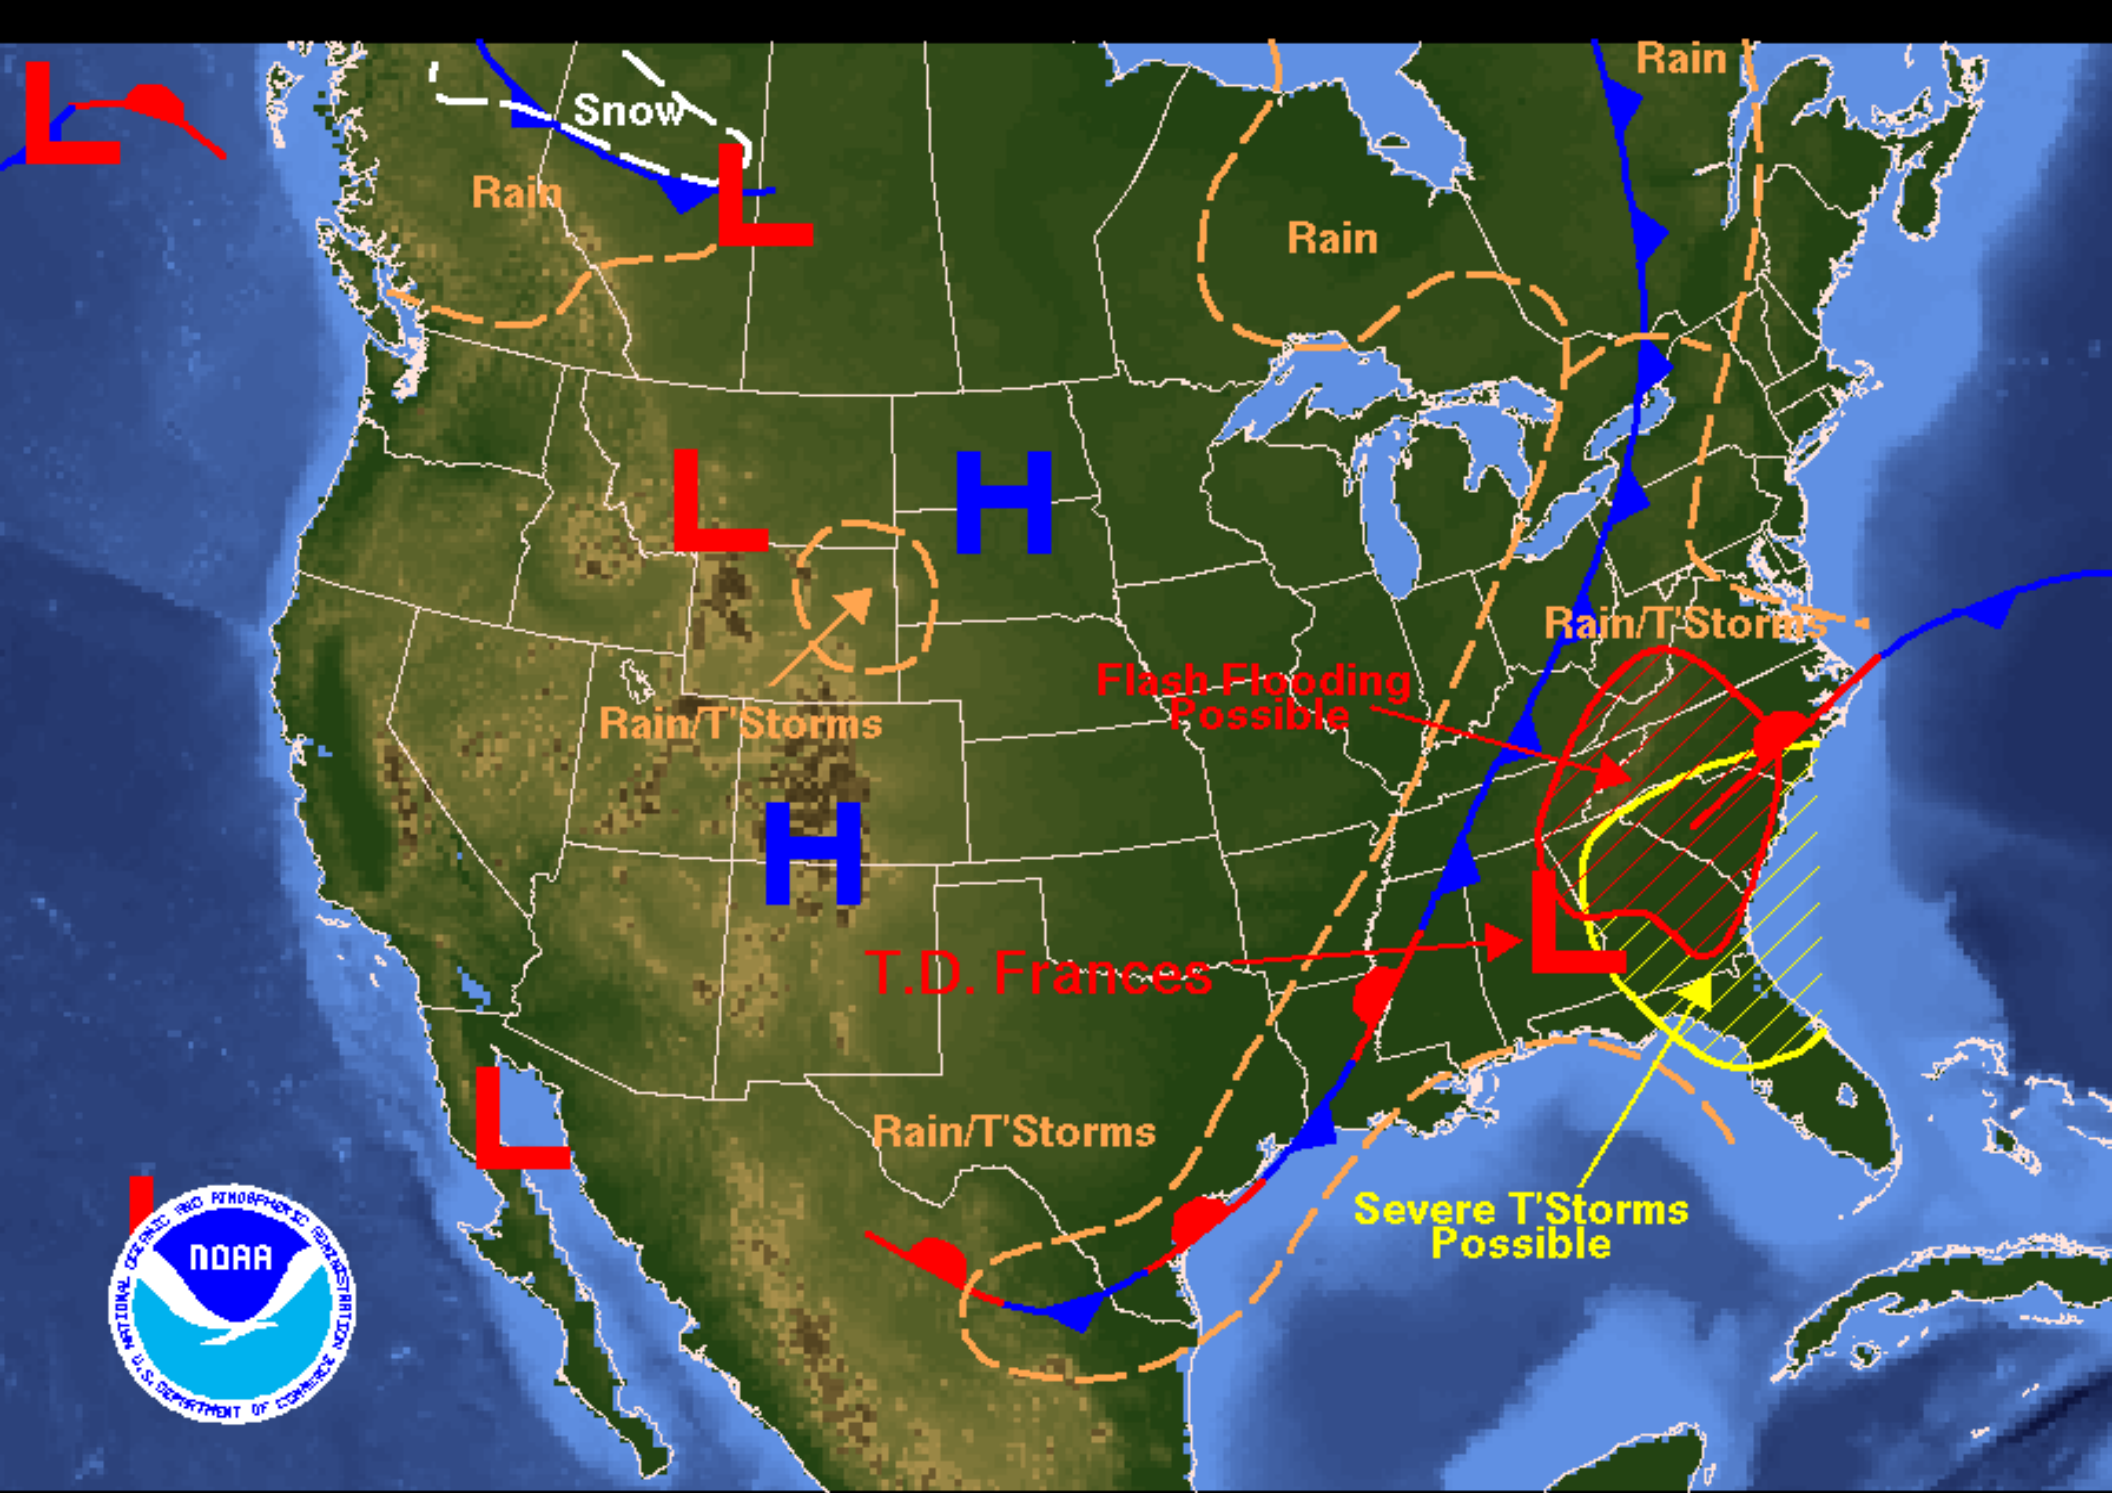 Rain
L
Snow
Rain
L
Rain
L
H
Rain/T'Storms
Flash Flooding
Possible
Rain/T'Storms
H
L
T.D. Frances
L
Rain/T'Storms
Severe T'Storms
Possible
L
NATIONAL OCEANIC AND ATMOSPHERIC ADMINISTRATION
NOAA
U.S. DEPARTMENT OF COMMERCE